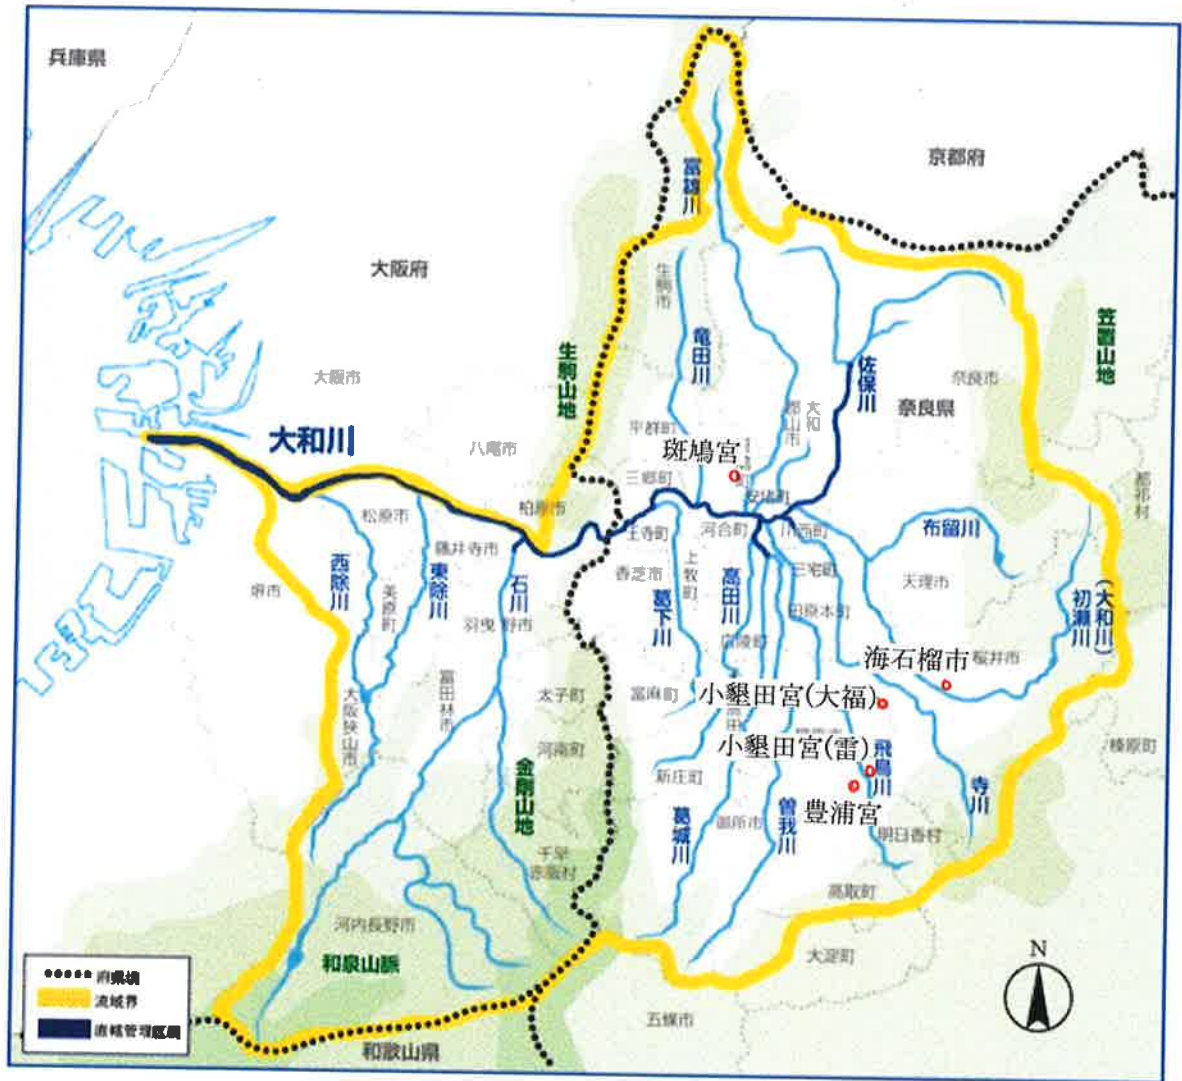 兵庫県
京都府
富雄川
大阪府
生駒市
笠置山地
生駒山地
竜田川
大阪市
佐保川
奈良市
大和
郡山市
奈良県
大和川
八尾市
平群町
斑鳩宮
三郷町
安堵町
都祁村
柏原市
松原市
王寺町
河合町
川西町
布留川
藤井寺市
香芝市
上牧町
三宅町
天理市
堺市
西除川
美原町
東除川
石川
葛下川
高田川
田原本町
初瀬川
(大和川)
羽曳野市
広陵町
海石榴市
桜井市
富田林市
太子町
當麻町
小墾田宮(大福)
大阪狭山市
河南町
小墾田宮(雷)
飛鳥川
榛原町
新庄町
金剛山地
豊浦宮
寺川
葛城川
御所市
曽我川
明日香村
千早
赤阪村
高取町
河内長野市
大淀町
和泉山脈
N
府県境
流域界
直轄管理区間
五條市
和歌山県